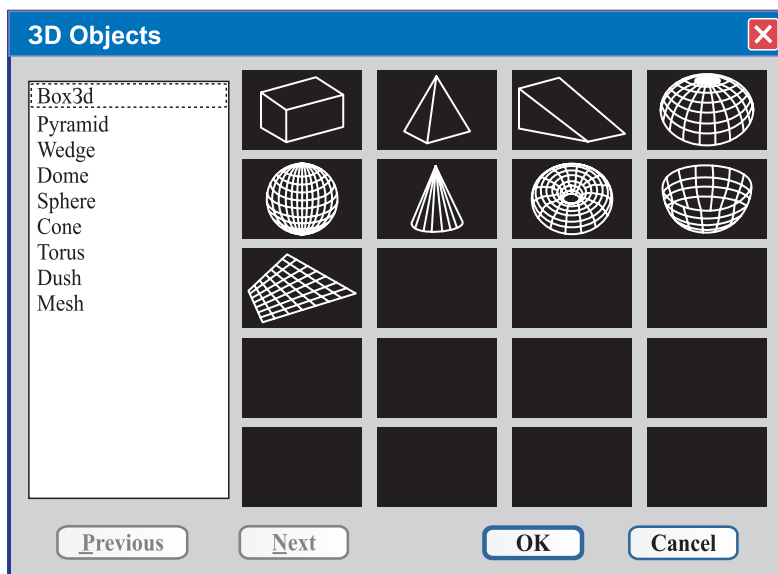 3D Objects
Box3d
Pyramid
Wedge
Dome
Sphere
Cone
Torus
Dush
Mesh
Previous
Next
OK
Cancel